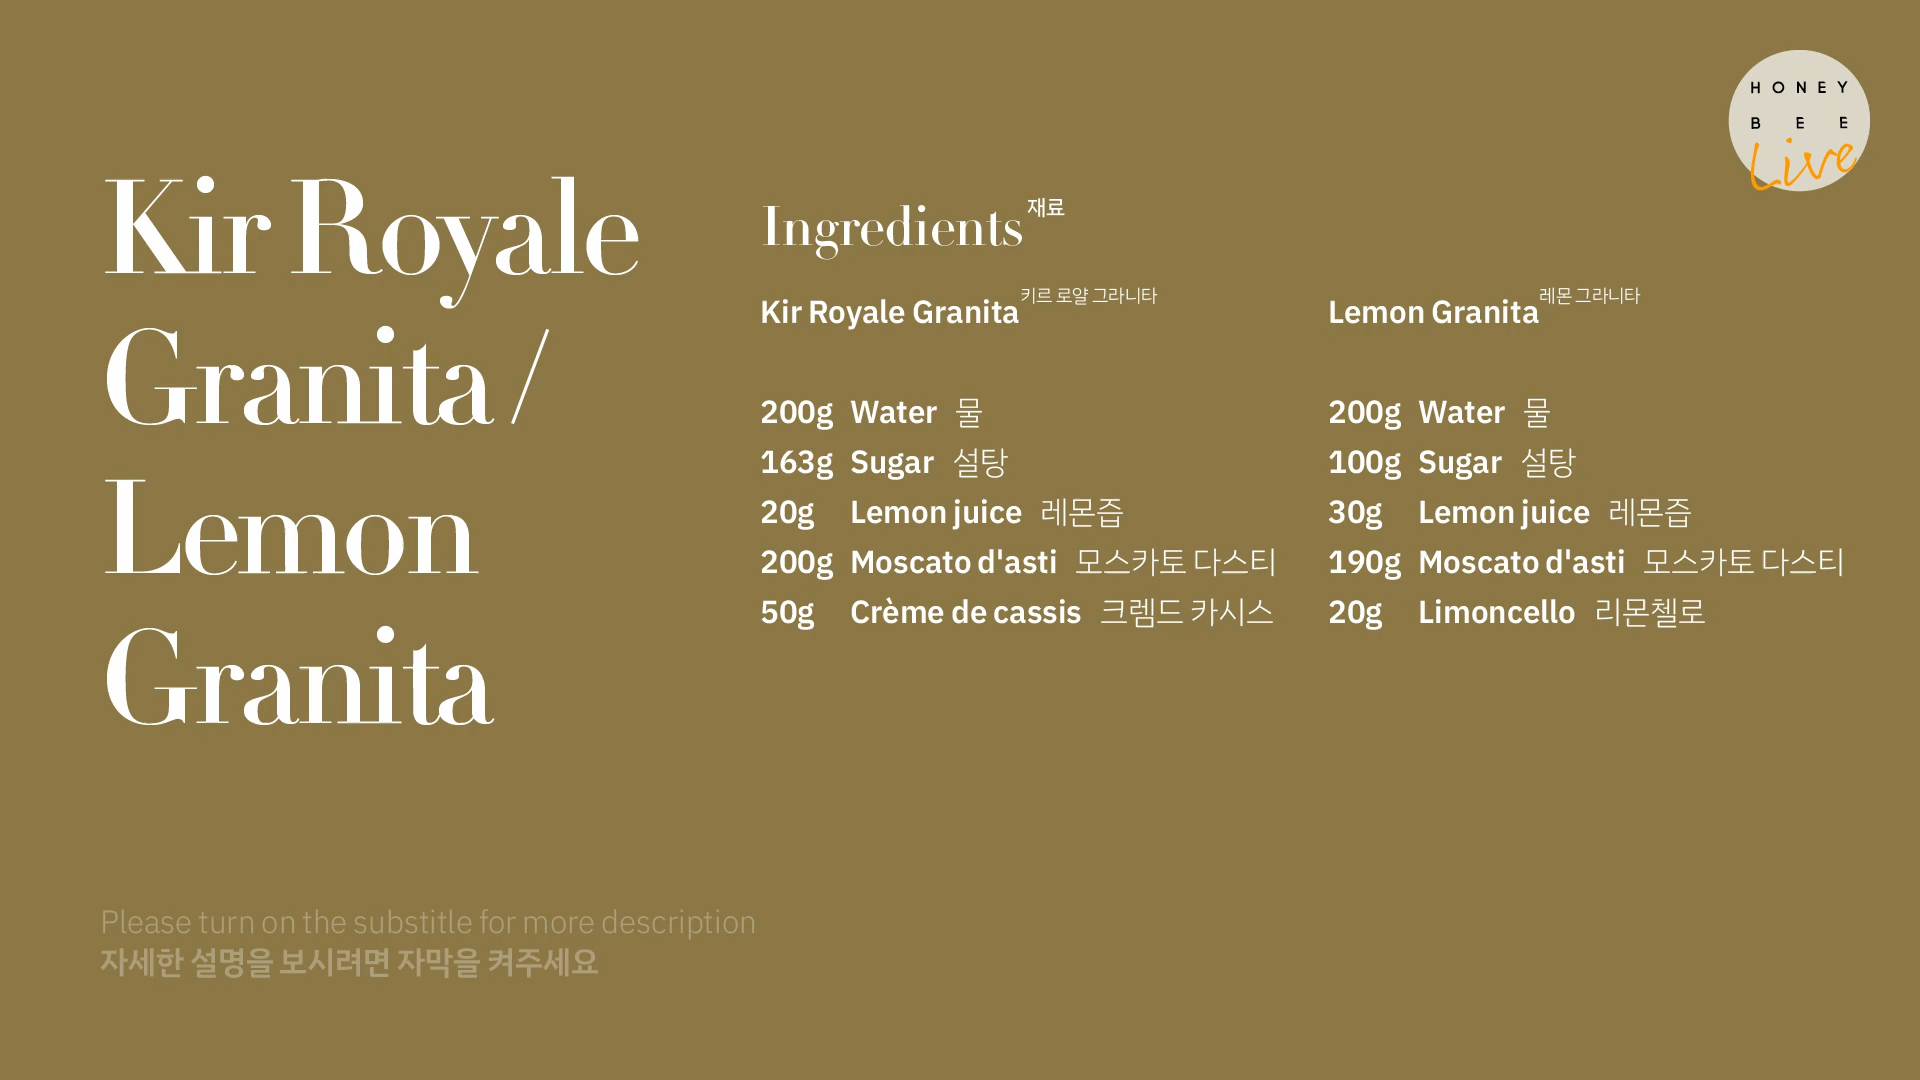 HONEY
BEE
Live
Kir Royale
Granita /
Lemon
Granita
Ingredients 재료
Kir Royale Granita 키르 로얄 그라니타
200g Water 물
163g Sugar 설탕
20g Lemon juice 레몬즙
200g Moscato d'asti 모스카토 다스티
50g Crème de cassis 크렘드 카시스
Lemon Granita 레몬 그라니타
200g Water 물
100g Sugar 설탕
30g Lemon juice 레몬즙
190g Moscato d'asti 모스카토 다스티
20g Limoncello 리몬첼로
Please turn on the substitle for more description
자세한 설명을 보시려면 자막을 켜주세요